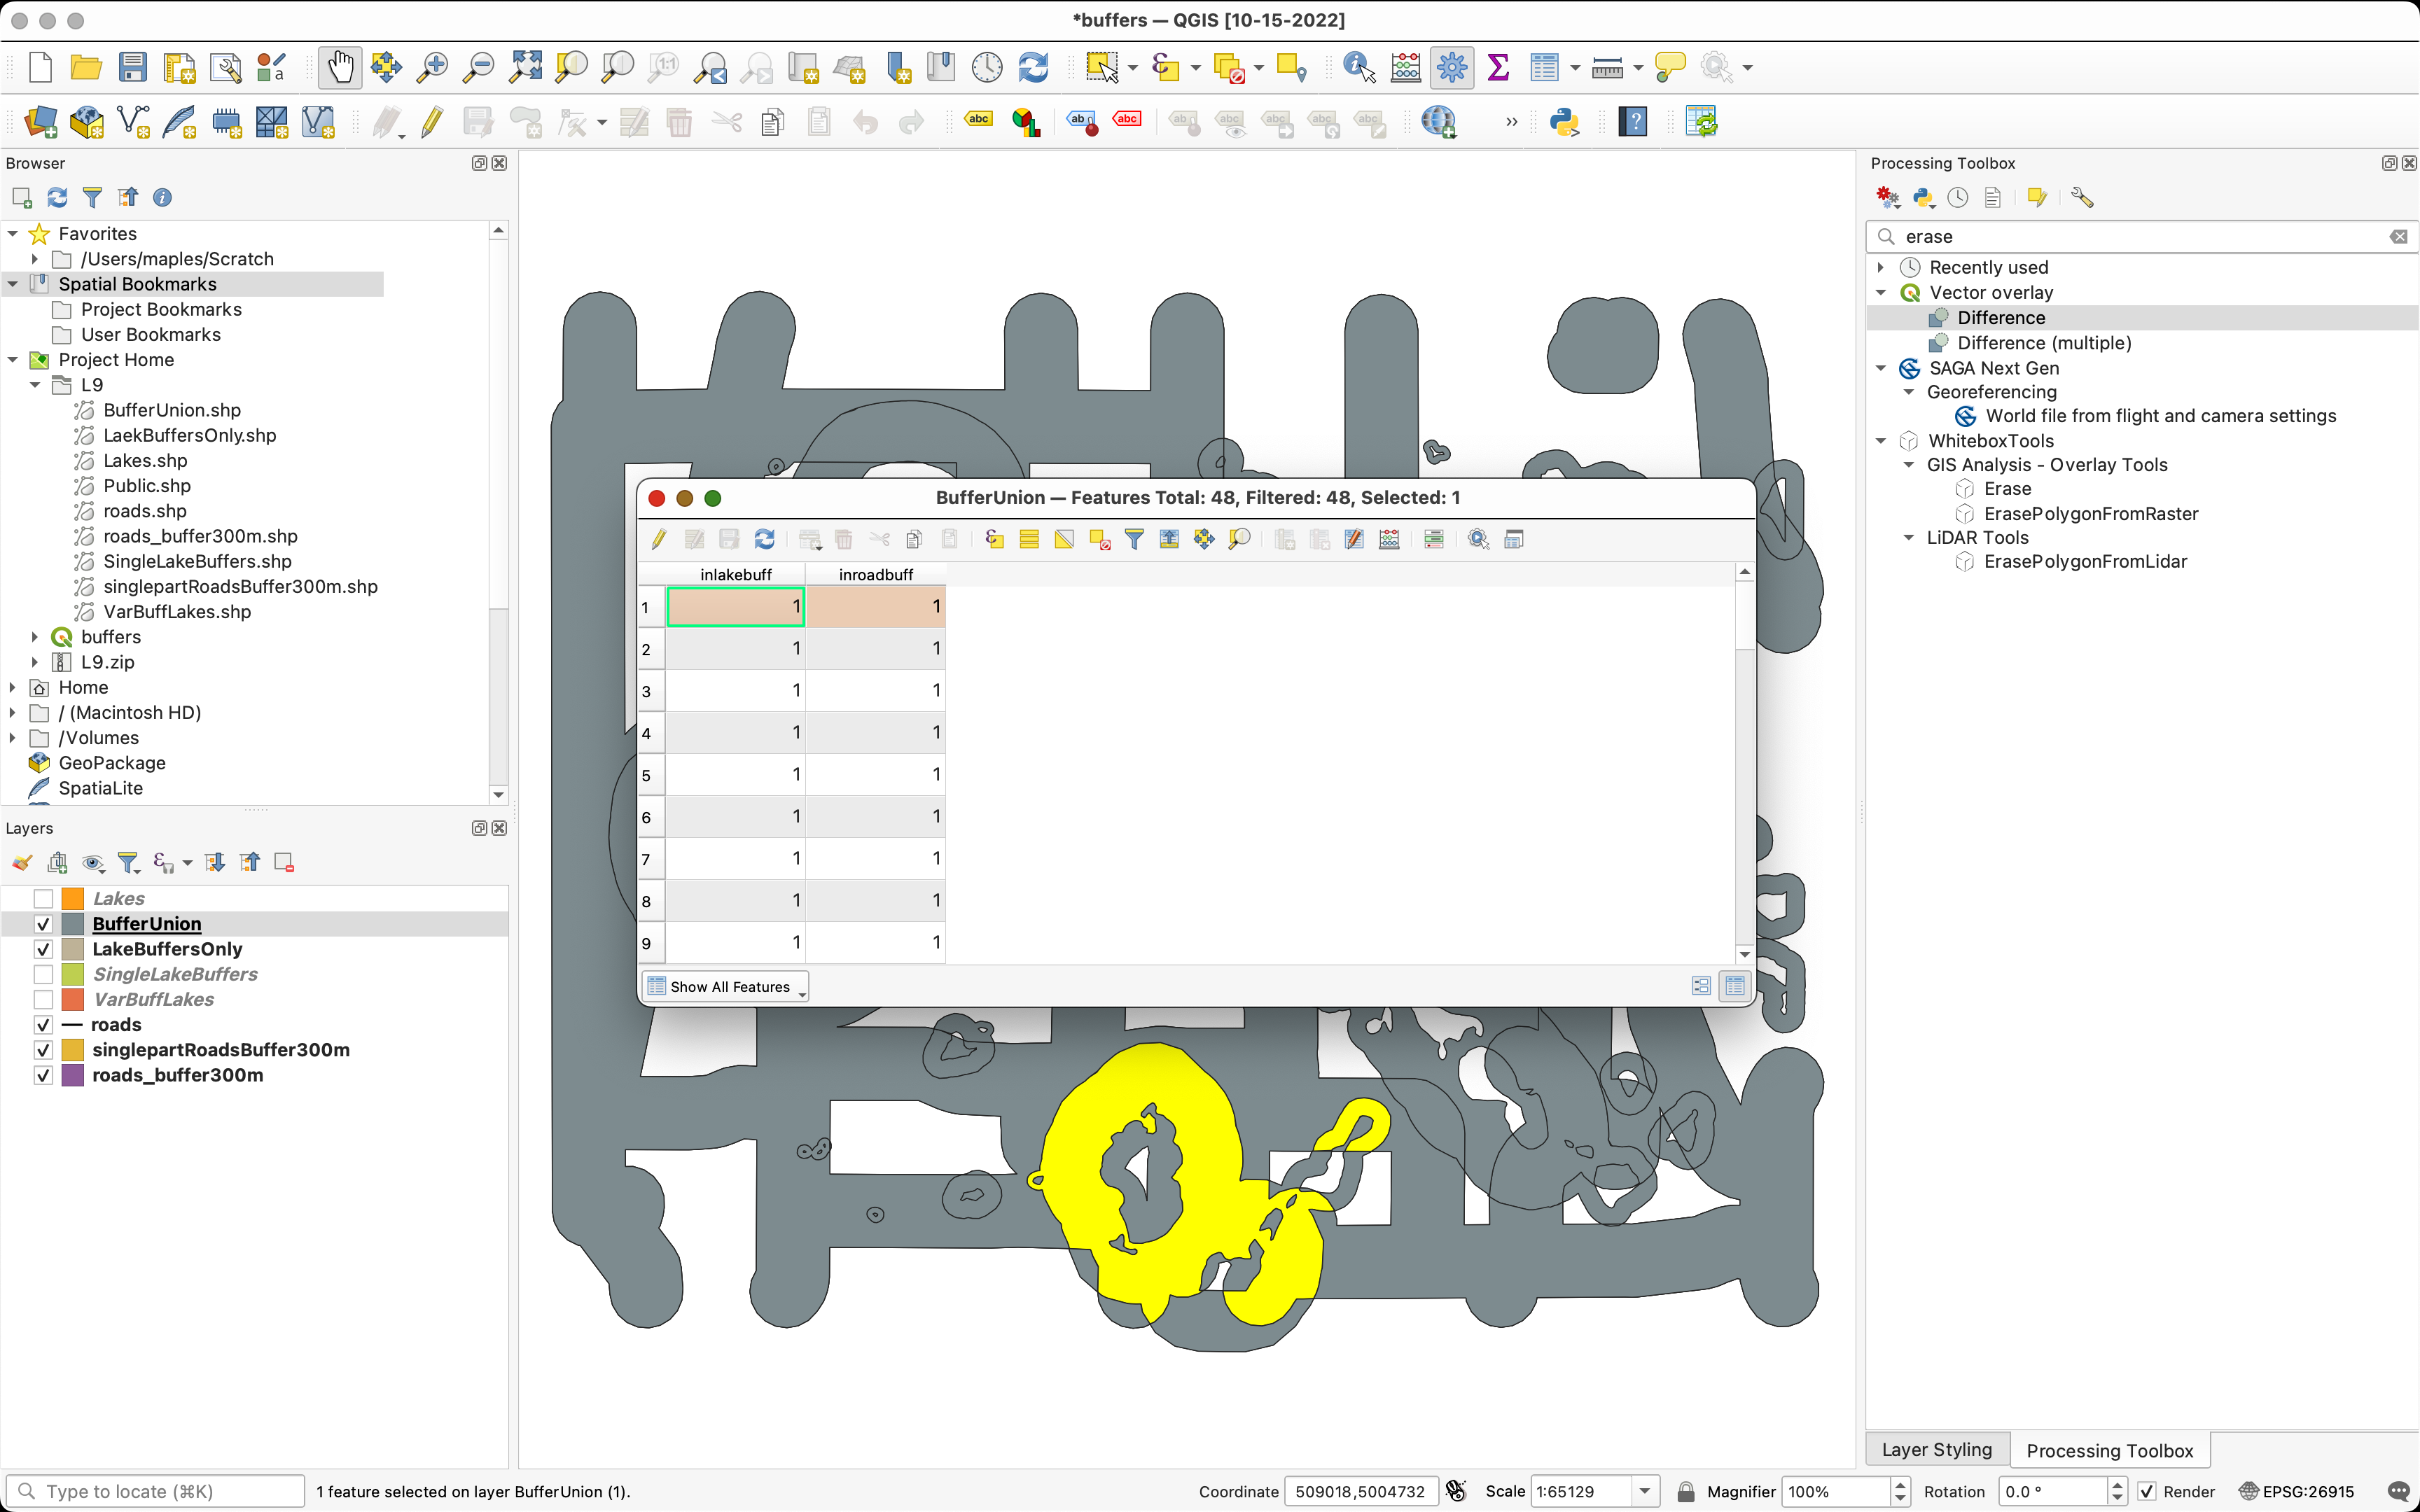 *buffers — QGIS [10-15-2022]
Browser
Favorites
/Users/maples/Scratch
Spatial Bookmarks
Project Bookmarks
User Bookmarks
Project Home
L9
BufferUnion.shp
LaekBuffersOnly.shp
Lakes.shp
Public.shp
roads.shp
roads_buffer300m.shp
SingleLakeBuffers.shp
singlepartRoadsBuffer300m.shp
VarBuffLakes.shp
buffers
L9.zip
Home
/ (Macintosh HD)
/Volumes
GeoPackage
SpatiaLite
Layers
Lakes
BufferUnion
LakeBuffersOnly
SingleLakeBuffers
VarBuffLakes
roads
singlepartRoadsBuffer300m
roads_buffer300m
BufferUnion — Features Total: 48, Filtered: 48, Selected: 1
inlakebuff inroadbuff
1 1 1
2 1 1
3 1 1
4 1 1
5 1 1
6 1 1
7 1 1
8 1 1
9 1 1
Show All Features
Processing Toolbox
erase
Recently used
Vector overlay
Difference
Difference (multiple)
SAGA Next Gen
Georeferencing
World file from flight and camera settings
WhiteboxTools
GIS Analysis - Overlay Tools
Erase
ErasePolygonFromRaster
LiDAR Tools
ErasePolygonFromLidar
Layer Styling Processing Toolbox
Type to locate (⌘K) 1 feature selected on layer BufferUnion (1). Coordinate 509018,5004732 Scale 1:65129 Magnifier 100% Rotation 0.0 ° Render EPSG:26915